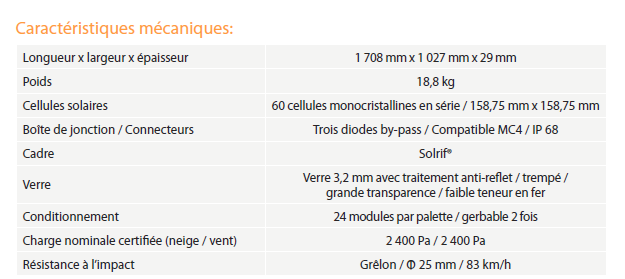 Caractéristiques mécaniques:
Longueur x largeur x épaisseur 1 708 mm x 1 027 mm x 29 mm
Poids 18,8 kg
Cellules solaires 60 cellules monocristallines en série / 158,75 mm x 158,75 mm
Boîte de jonction / Connecteurs Trois diodes by-pass / Compatible MC4 / IP 68
Cadre Solrif®
Verre Verre 3,2 mm avec traitement anti-reflet / trempé /
grande transparence / faible teneur en fer
Conditionnement 24 modules par palette / gerbable 2 fois
Charge nominale certifiée (neige / vent) 2 400 Pa / 2 400 Pa
Résistance à l'impact Grêlon / Φ 25 mm / 83 km/h